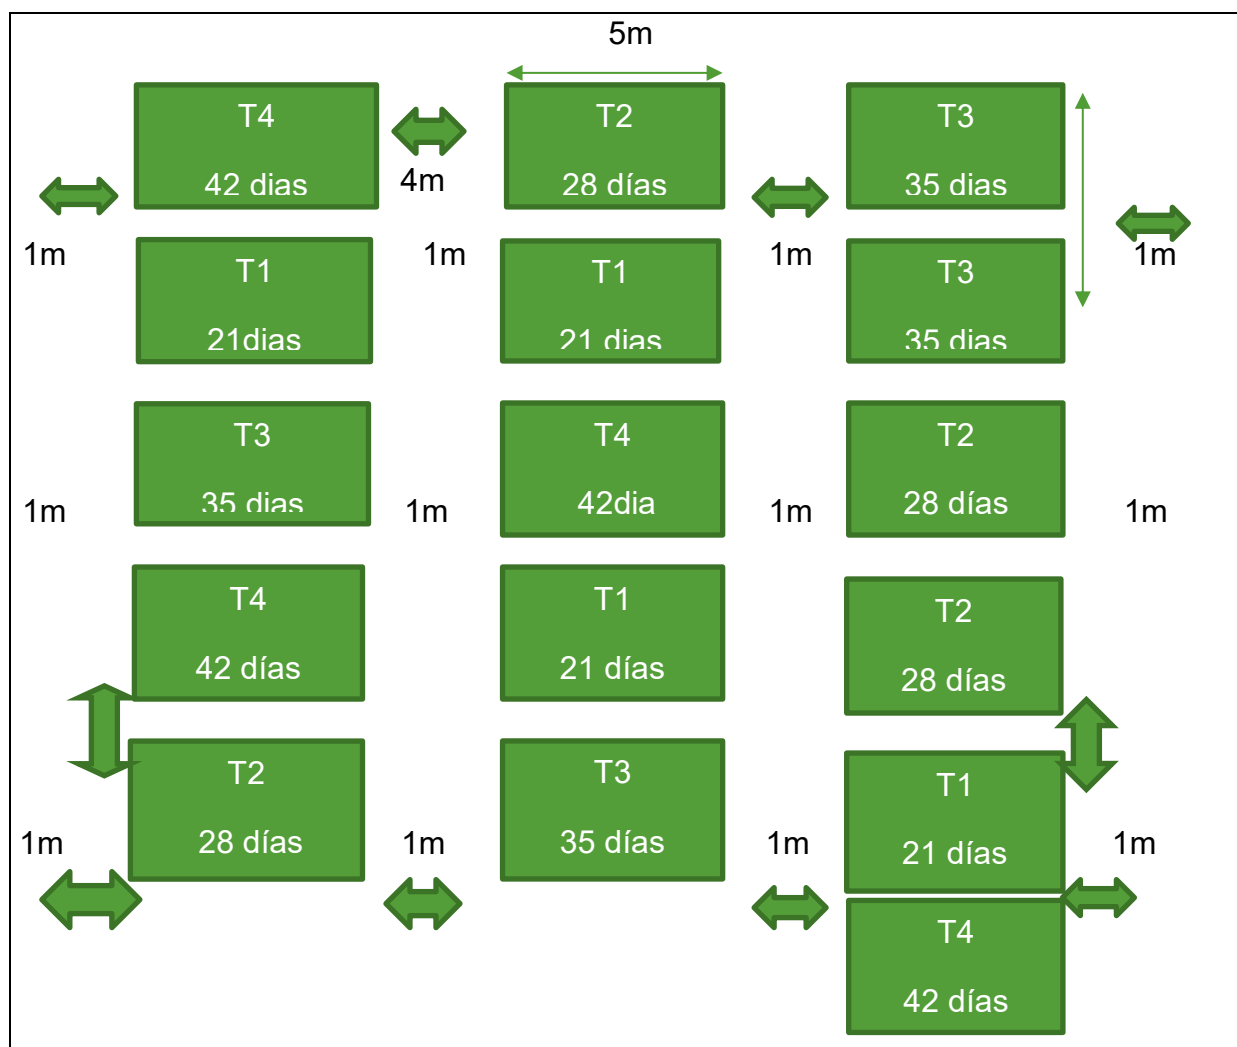 5m
T4
42 dias
4m
T2
28 días
T3
35 dias
1m
1m
1m
1m
T1
21dias
T1
21 dias
T3
35 dias
T3
35 dias
T4
42dia
T2
28 días
1m
1m
1m
1m
T4
42 días
T1
21 días
T2
28 días
T2
28 días
T3
35 días
T1
21 días
1m
1m
1m
1m
T4
42 días